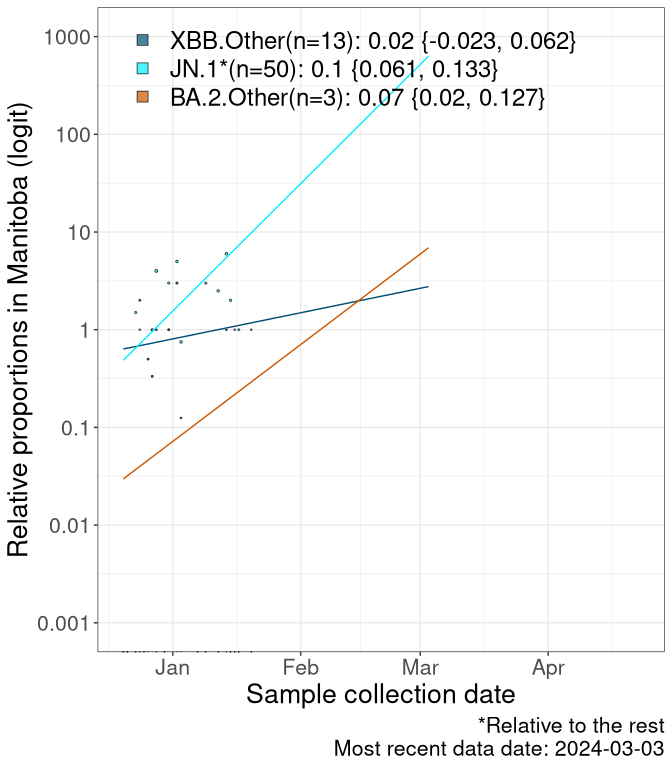 XBB.Other(n=13): 0.02 {-0.023, 0.062}
JN.1*(n=50): 0.1 {0.061, 0.133}
BA.2.Other(n=3): 0.07 {0.02, 0.127}
Relative proportions in Manitoba (logit)
1000
100
10
1
0.1
0.01
0.001
Jan Feb Mar Apr
Sample collection date
*Relative to the rest
Most recent data date: 2024-03-03